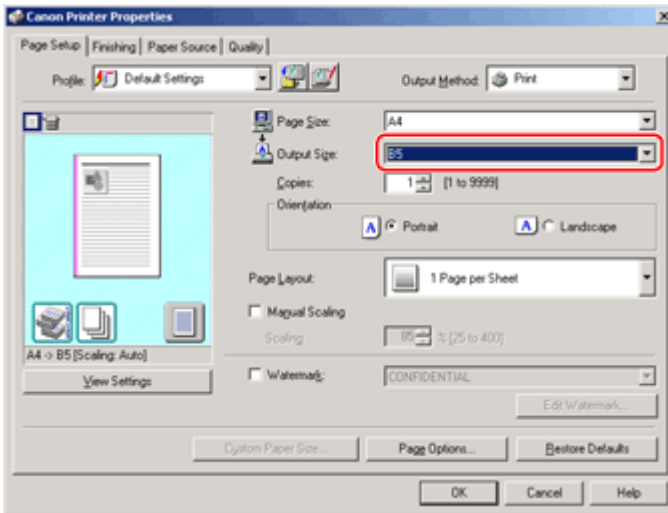 Canon Printer Properties
Page Setup Finishing Paper Source Quality
Profile: Default Settings Output Method: Print
Page Size: A4
Output Size: B5
Copies: 1 [1 to 9999]
Orientation
A Portrait A Landscape
Page Layout: 1 Page per Sheet
Manual Scaling
Scaling: 85 % [25 to 400]
A4 -> B5 [Scaling: Auto]
View Settings
Watermark: CONFIDENTIAL
Edit Watermark...
Custom Paper Size... Page Options... Restore Defaults
OK Cancel Help